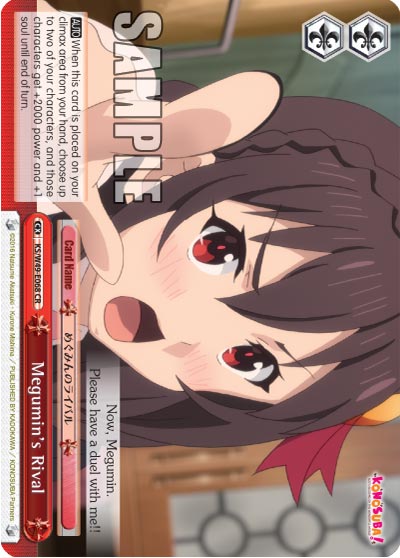 SAMPLE
[AUTO] When this card is placed on your
climax area from your hand, choose up
to two of your characters, and those
characters get +2000 power and +1
soul until end of turn.
Now, Megumin.
Please have a duel with me!!
KONOSUBA!
Card Name
めぐみんのライバル
CX
KS/W49-E068 CR
Megumin's Rival
©2016 Natsume Akatsuki・Kurone Mishima / PUBLISHED BY KADOKAWA / KONOSUBA Partners